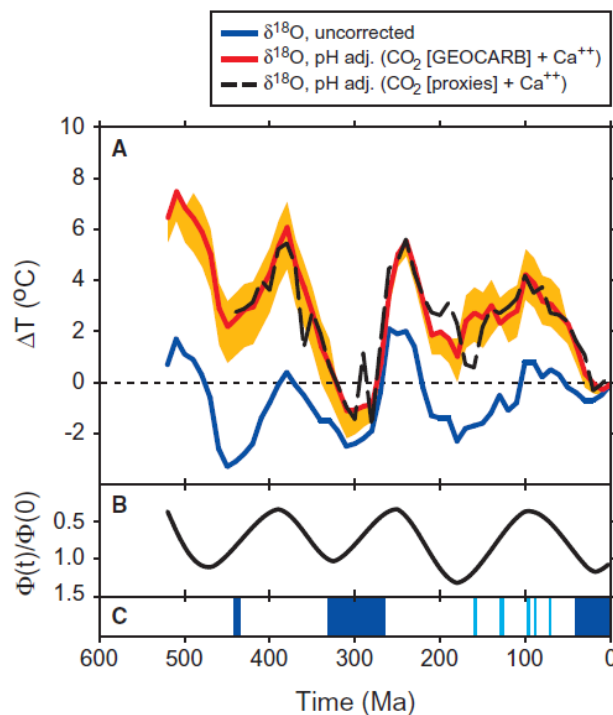 δ18O, uncorrected
δ18O, pH adj. (CO2 [GEOCARB] + Ca++)
δ18O, pH adj. (CO2 [proxies] + Ca++)
A
10
8
6
4
2
0
-2
ΔT (ºC)
B
0.5
1.0
1.5
Φ(t)/Φ(0)
C
600 500 400 300 200 100 0
Time (Ma)